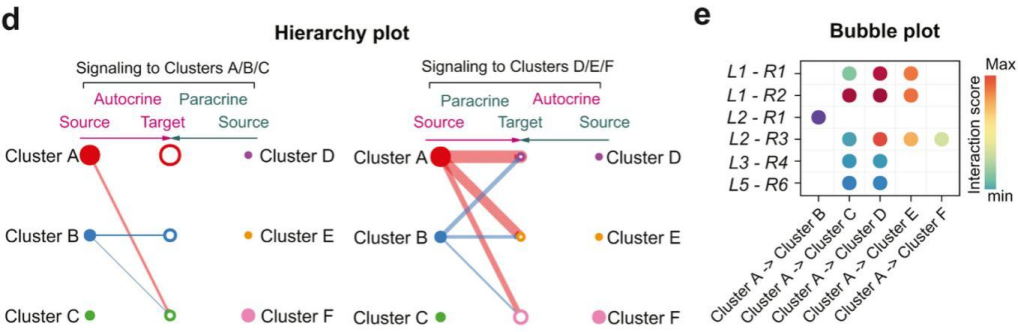 d
Hierarchy plot
Signaling to Clusters A/B/C
Autocrine Paracrine
Source Target Source
Cluster A Cluster D
Cluster B Cluster E
Cluster C Cluster F
Signaling to Clusters D/E/F
Paracrine Autocrine
Source Target Source
Cluster A Cluster D
Cluster B Cluster E
Cluster C Cluster F
e
Bubble plot
L1 - R1
L1 - R2
L2 - R1
L2 - R3
L3 - R4
L5 - R6
Cluster A -> Cluster B
Cluster A -> Cluster C
Cluster A -> Cluster D
Cluster A -> Cluster E
Cluster A -> Cluster F
Max
Interaction score
min